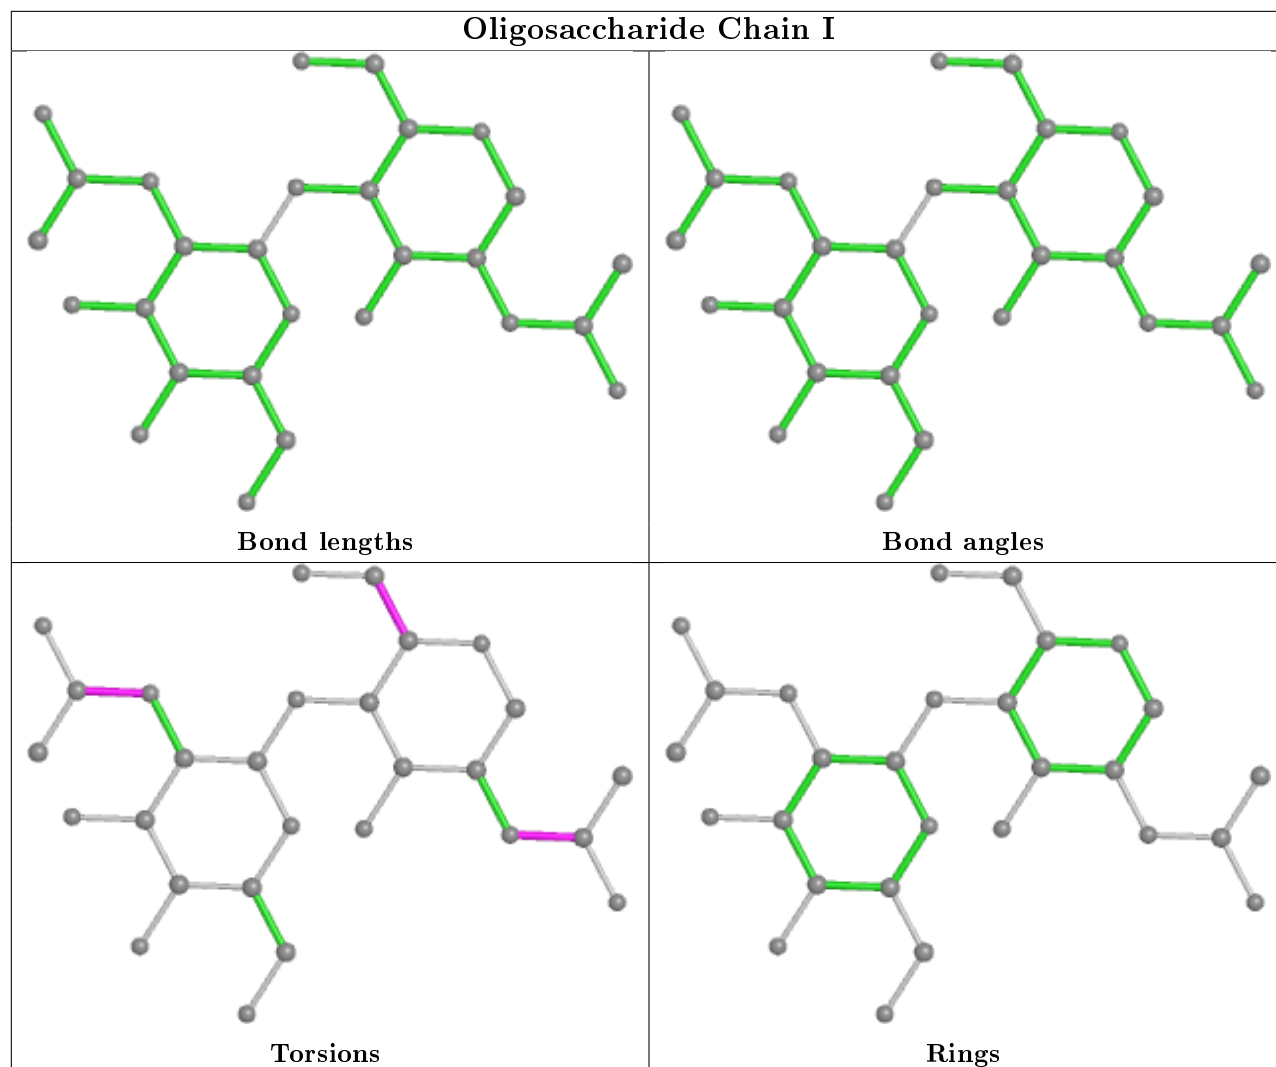 Oligosaccharide Chain I
Bond lengths
Bond angles
Torsions
Rings